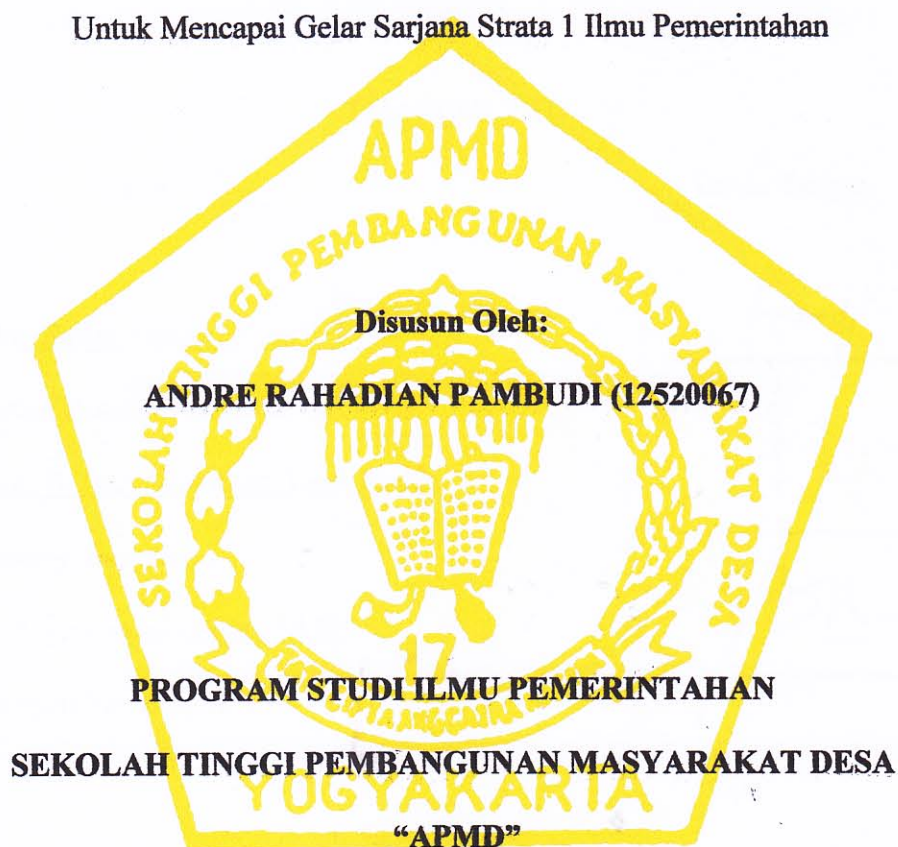 Untuk Mencapai Gelar Sarjana Strata 1 Ilmu Pemerintahan
APMD
SEKOLAH TINGGI PEMBANGUNAN MASYARAKAT DESA
Disusun Oleh:
ANDRE RAHADIAN PAMBUDI (12520067)
17
PROGRAM STUDI ILMU PEMERINTAHAN
SEKOLAH TINGGI PEMBANGUNAN MASYARAKAT DESA
YOGYAKARTA
“APMD”